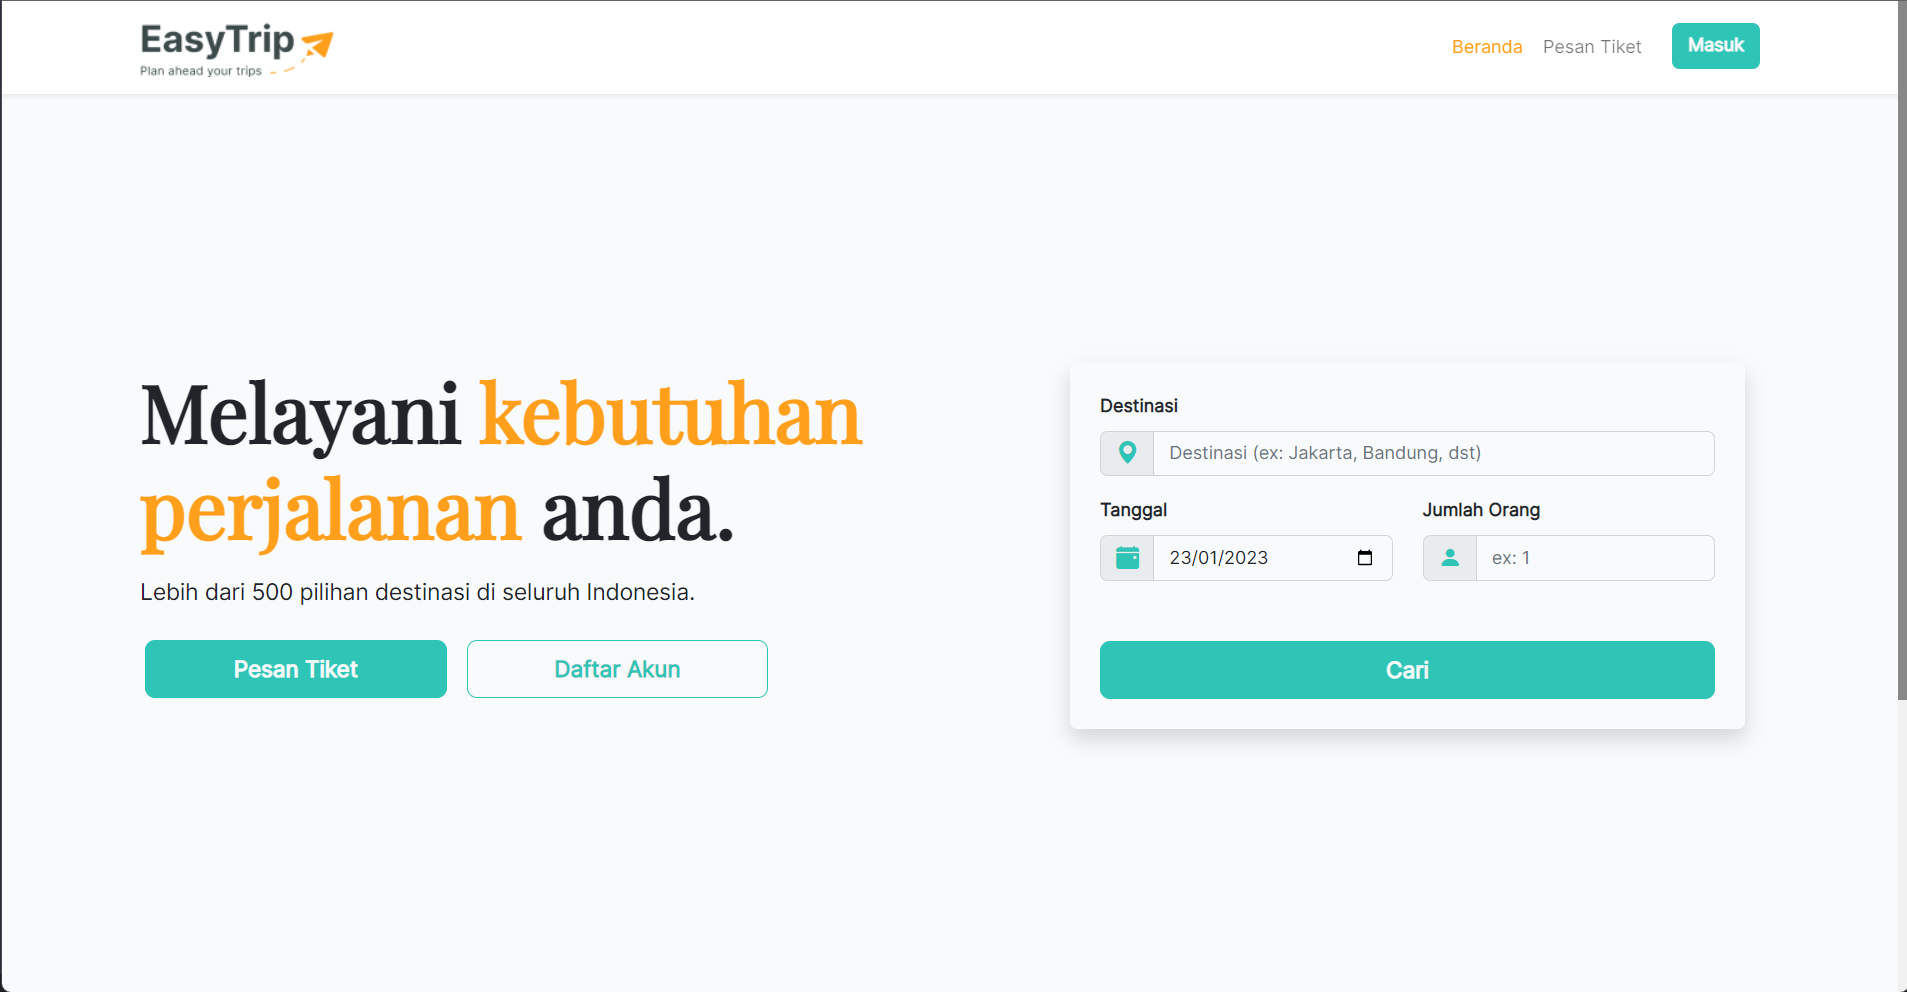 EasyTrip
Plan ahead your trips
Beranda
Pesan Tiket
Masuk
Melayani kebutuhan
perjalanan anda.
Lebih dari 500 pilihan destinasi di seluruh Indonesia.
Pesan Tiket
Daftar Akun
Destinasi
Destinasi (ex: Jakarta, Bandung, dst)
Tanggal
Jumlah Orang
23/01/2023
ex: 1
Cari